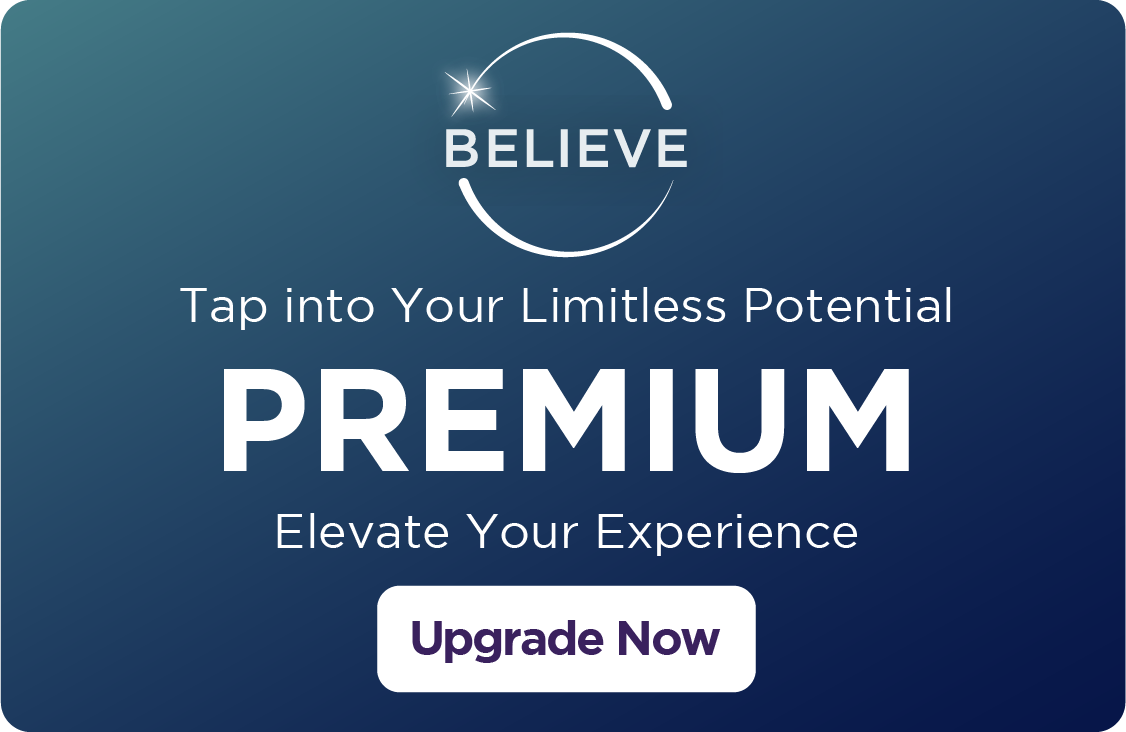 BELIEVE
Tap into Your Limitless Potential
PREMIUM
Elevate Your Experience
Upgrade Now